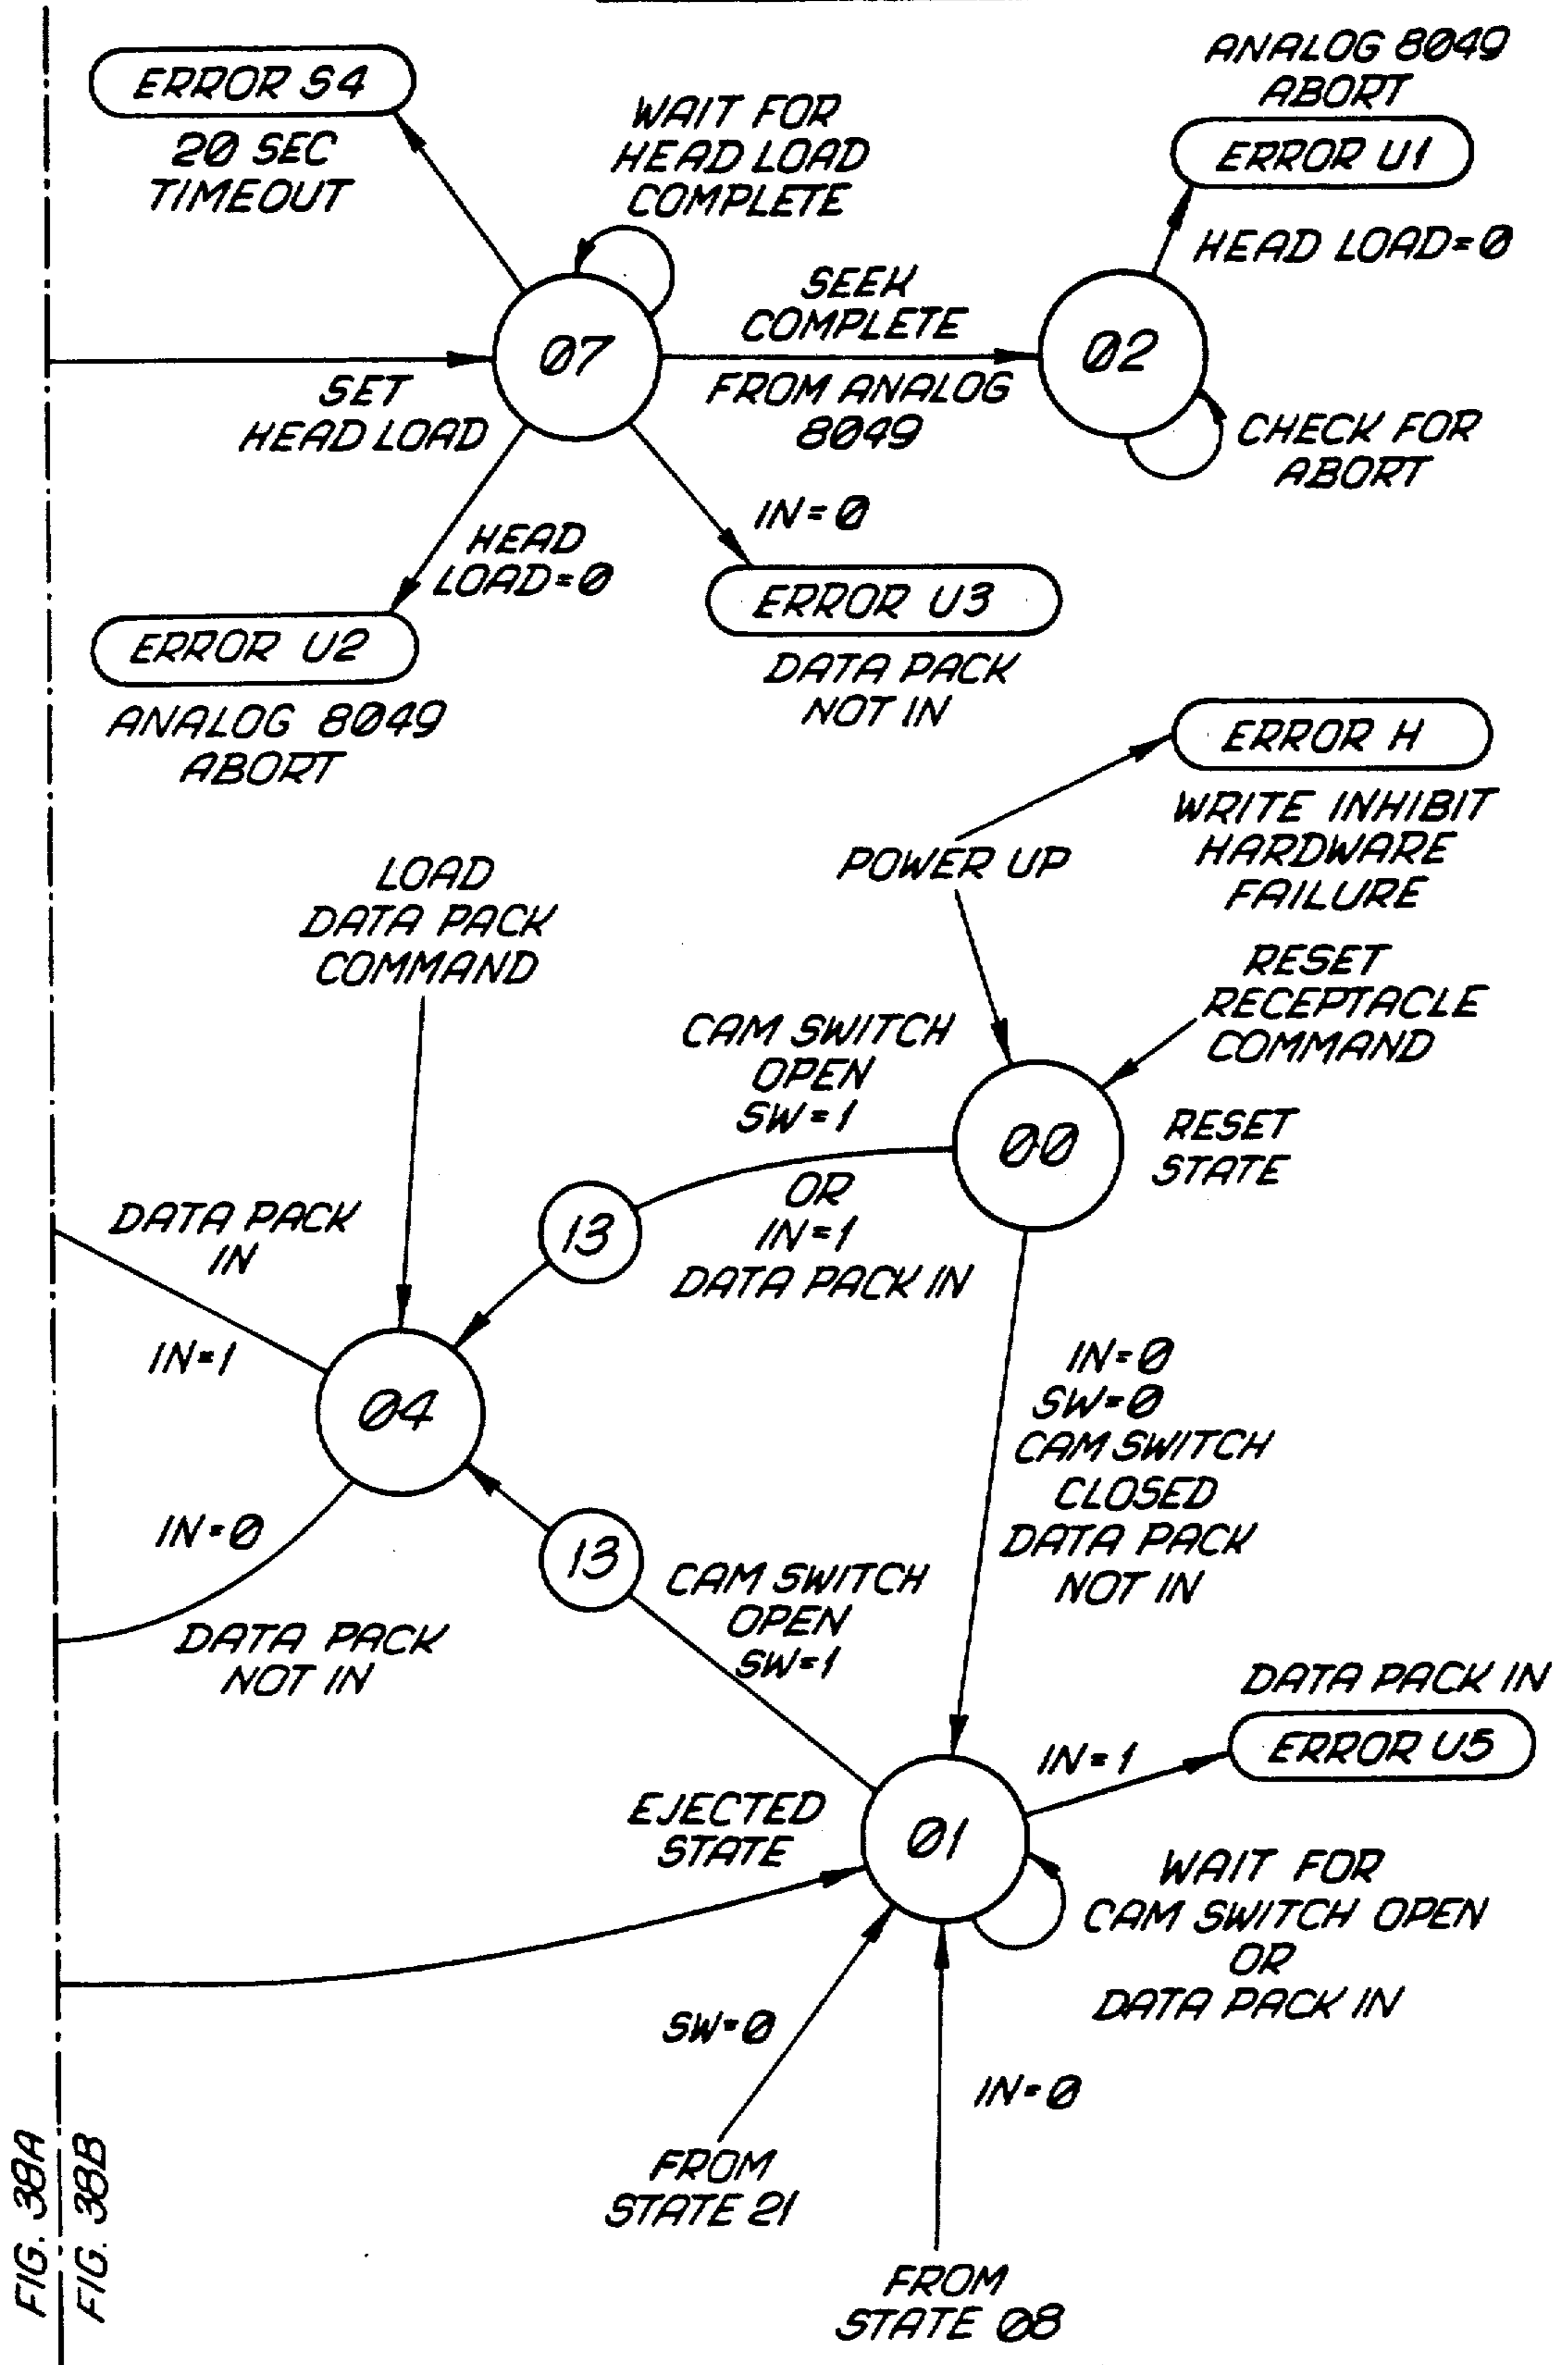 ANALOG 8049
ABORT
ERROR S4
20 SEC
TIMEOUT
WAIT FOR
HEAD LOAD
COMPLETE
ERROR U1
HEAD LOAD=0
07
SEEK
COMPLETE
FROM ANALOG
8049
02
SET
HEAD LOAD
CHECK FOR
ABORT
HEAD
LOAD=0
IN=0
ERROR U2
ANALOG 8049
ABORT
ERROR U3
DATA PACK
NOT IN
ERROR H
WRITE INHIBIT
HARDWARE
FAILURE
POWER UP
LOAD
DATA PACK
COMMAND
RESET
RECEPTACLE
COMMAND
CAM SWITCH
OPEN
SW=1
00
RESET
STATE
OR
IN=1
DATA PACK IN
13
DATA PACK
IN
IN=1
04
IN=0
SW=0
CAM SWITCH
CLOSED
DATA PACK
NOT IN
IN=0
DATA PACK
NOT IN
13
CAM SWITCH
OPEN
SW=1
DATA PACK IN
ERROR U5
IN=1
EJECTED
STATE
01
WAIT FOR
CAM SWITCH OPEN
OR
DATA PACK IN
SW=0
IN=0
FROM
STATE 21
FROM
STATE 08
FIG. 38A
FIG. 38B